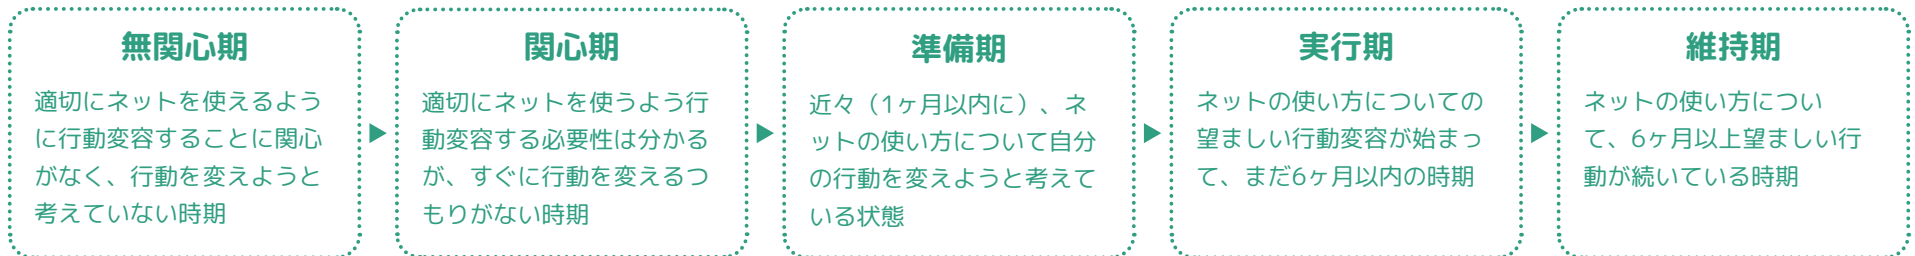 無関心期
適切にネットを使えるよう
に行動変容することに関心
がなく、行動を変えようと
考えていない時期
関心期
適切にネットを使うよう行
動変容する必要性は分かる
が、すぐに行動を変えるつ
もりがない時期
準備期
近々（1ヶ月以内に）、ネ
ットの使い方について自分
の行動を変えようと考えて
いる状態
実行期
ネットの使い方についての
望ましい行動変容が始まっ
て、まだ6ヶ月以内の時期
維持期
ネットの使い方につい
て、6ヶ月以上望ましい行
動が続いている時期